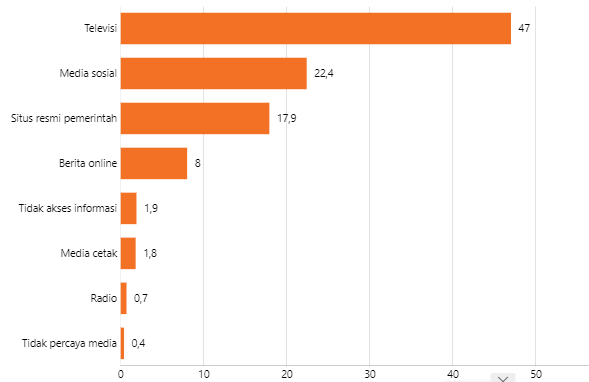 Televisi 47
Media sosial 22,4
Situs resmi pemerintah 17,9
Berita online 8
Tidak akses informasi 1,9
Media cetak 1,8
Radio 0,7
Tidak percaya media 0,4
0 10 20 30 40 50